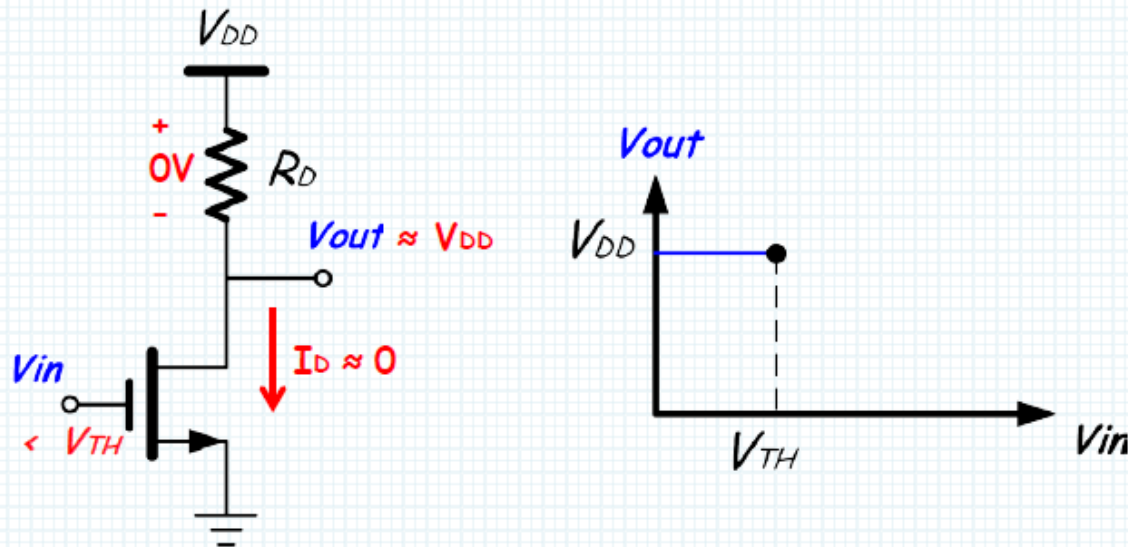 VDD
+
0V
-
RD
Vout ≈ VDD
ID ≈ 0
Vin
< VTH
Vout
VDD
VTH
Vin